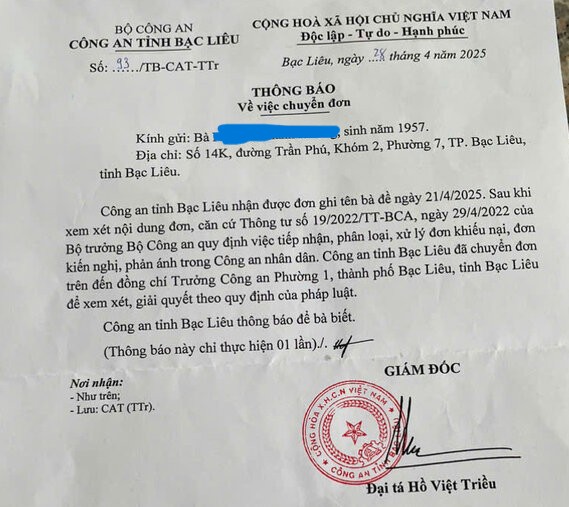 BỘ CÔNG AN
CÔNG AN TỈNH BẠC LIÊU
Số: 93/TB-CAT-TTr
CỘNG HOÀ XÃ HỘI CHỦ NGHĨA VIỆT NAM
Độc lập - Tự do - Hạnh phúc
Bạc Liêu, ngày 28 tháng 4 năm 2025
THÔNG BÁO
Về việc chuyển đơn
Kính gửi: Bà , sinh năm 1957.
Địa chỉ: Số 14K, đường Trần Phú, Khóm 2, Phường 7, TP. Bạc Liêu,
tỉnh Bạc Liêu.
Công an tỉnh Bạc Liêu nhận được đơn ghi tên bà đề ngày 21/4/2025. Sau khi
xem xét nội dung đơn, căn cứ Thông tư số 19/2022/TT-BCA, ngày 29/4/2022 của
Bộ trưởng Bộ Công an quy định việc tiếp nhận, phân loại, xử lý đơn khiếu nại, đơn
kiến nghị, phản ánh trong Công an nhân dân. Công an tỉnh Bạc Liêu đã chuyển đơn
trên đến đồng chí Trưởng Công an Phường 1, thành phố Bạc Liêu, tỉnh Bạc Liêu
để xem xét, giải quyết theo quy định của pháp luật.
Công an tỉnh Bạc Liêu thông báo để bà biết.
(Thông báo này chỉ thực hiện 01 lần)./.
Nơi nhận:
- Như trên;
- Lưu: CAT (TTr).
GIÁM ĐỐC
CỘNG HÒA X.H.C.N VIỆT NAM
CÔNG AN TỈNH
Đại tá Hồ Việt Triều